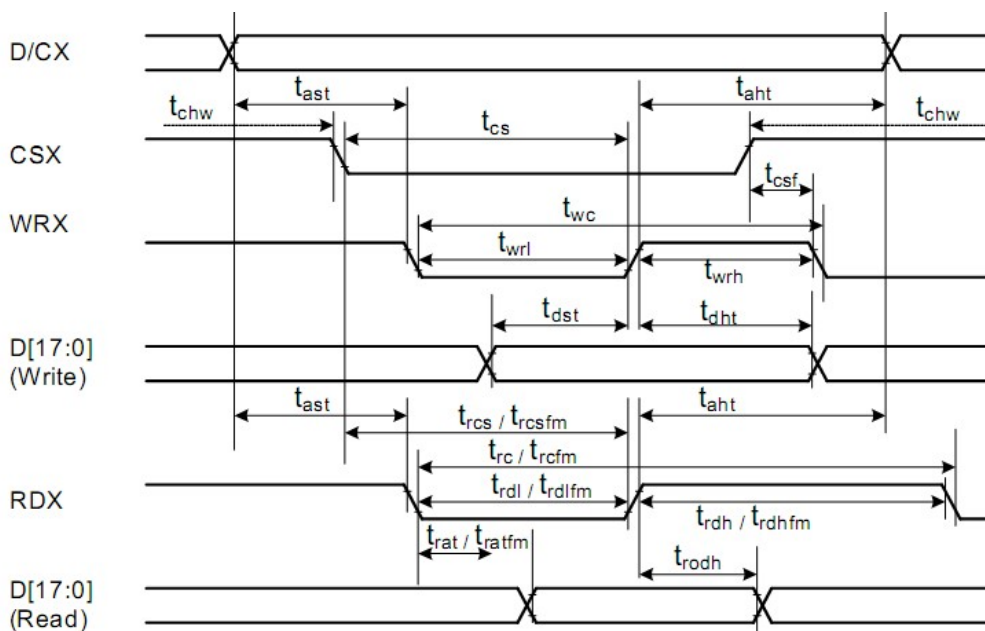 D/CX
t_ast
t_aht
t_chw
t_cs
t_chw
CSX
t_csf
WRX
t_wc
t_wrl
t_wrh
t_dst
t_dht
D[17:0]
(Write)
t_ast
t_aht
t_rcs / t_rcsfm
t_rc / t_rcfm
RDX
t_rdl / t_rdlfm
t_rdh / t_rdhfm
t_rat / t_ratfm
t_rodh
D[17:0]
(Read)